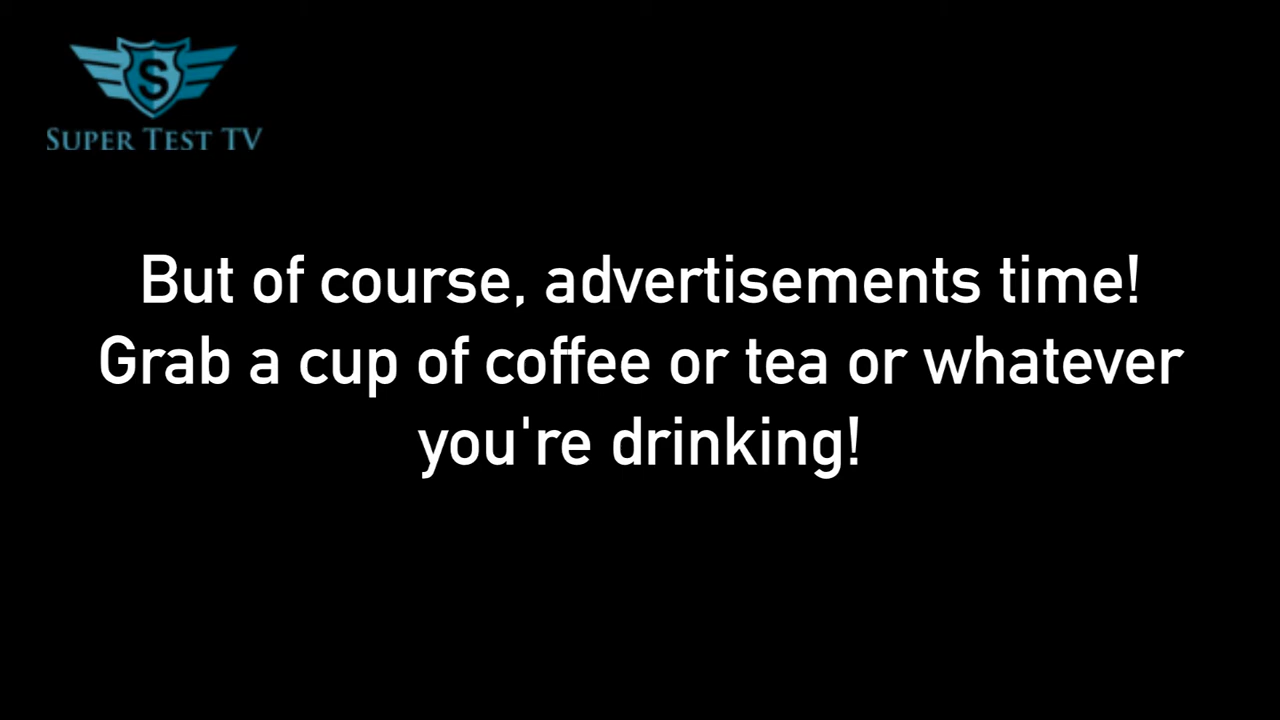 S
SUPER TEST TV
But of course, advertisements time!
Grab a cup of coffee or tea or whatever
you're drinking!